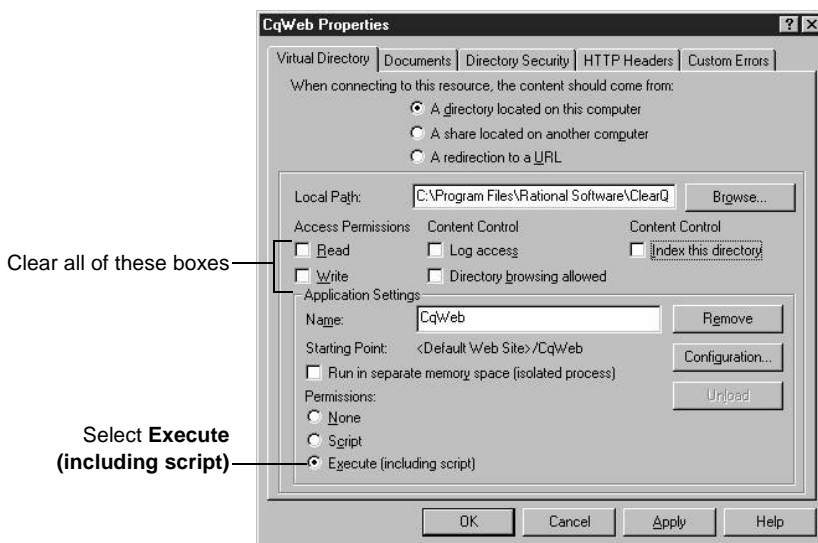 CqWeb Properties
Virtual Directory Documents Directory Security HTTP Headers Custom Errors
When connecting to this resource, the content should come from:
A directory located on this computer
A share located on another computer
A redirection to a URL
Local Path: C:\Program Files\Rational Software\ClearQ Browse...
Access Permissions Content Control Content Control
Clear all of these boxes Read Log access Index this directory
Write Directory browsing allowed
Application Settings
Name: CqWeb Remove
Starting Point: <Default Web Site>/CqWeb Configuration...
Run in separate memory space (isolated process)
Permissions: Unload
None
Select Execute Script
(including script) Execute (including script)
OK Cancel Apply Help